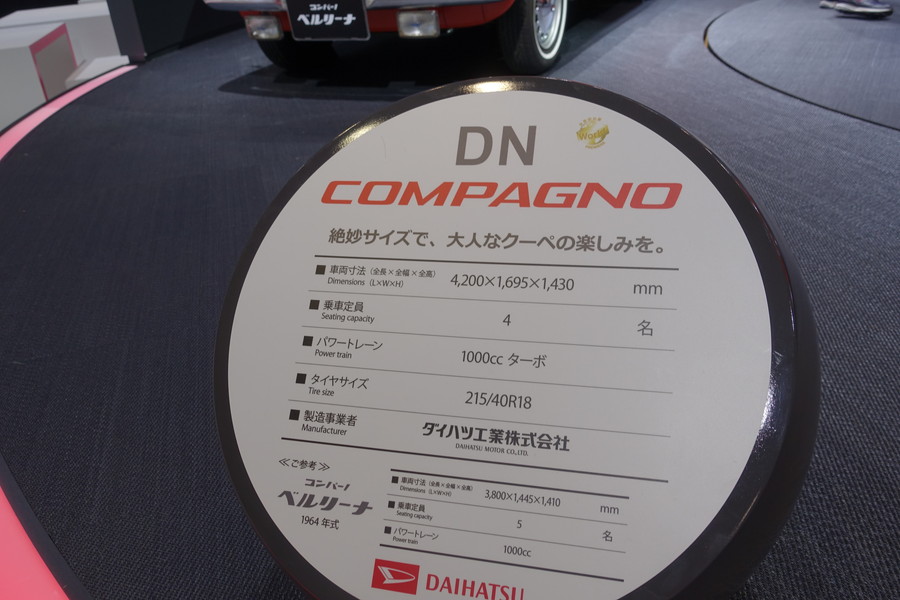 コンパーノ
ベルリーナ
DN
COMPAGNO
絶妙サイズで、大人なクーペの楽しみを。
■車両寸法（全長×全幅×全高） 4,200×1,695×1,430 mm
Dimensions (L×W×H)
■乗車定員 4 名
Seating capacity
■パワートレーン 1000cc ターボ
Power train
■タイヤサイズ 215/40R18
Tire size
■製造事業者 ダイハツ工業株式会社
Manufacturer DAIHATSU MOTOR CO.,LTD.
≪ご参考≫
コンパーノ
ベルリーナ
1964 年式
■車両寸法（全長×全幅×全高） 3,800×1,445×1,410 mm
Dimensions (L×W×H)
■乗車定員 5 名
Seating capacity
■パワートレーン 1000cc
Power train
DAIHATSU